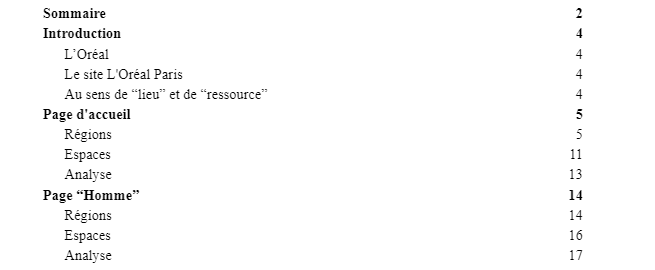 Sommaire 2
Introduction 4
L’Oréal 4
Le site L'Oréal Paris 4
Au sens de “lieu” et de “ressource” 4
Page d'accueil 5
Régions 5
Espaces 11
Analyse 13
Page “Homme” 14
Régions 14
Espaces 16
Analyse 17